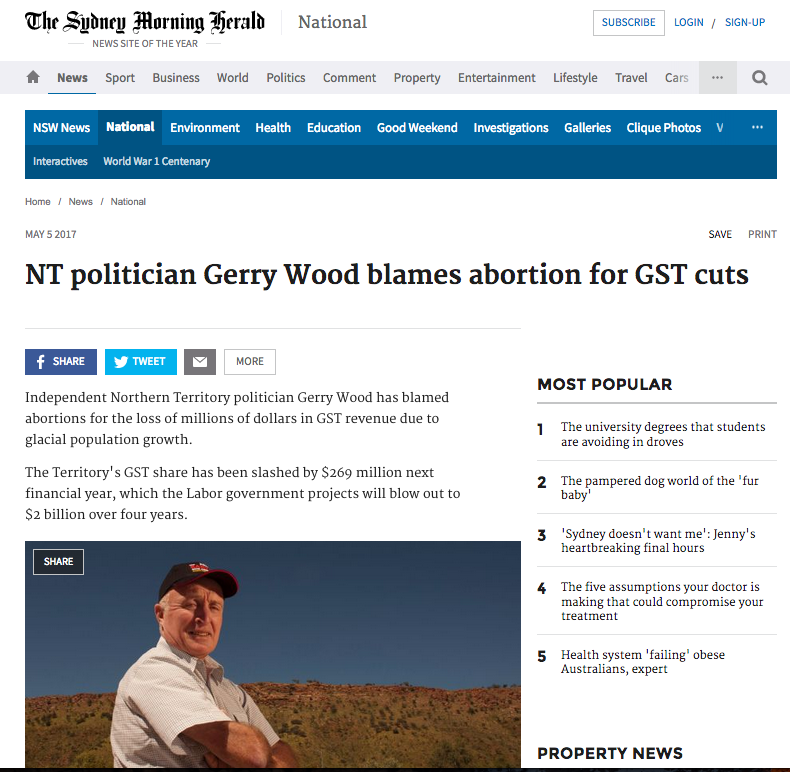 The Sydney Morning Herald
NEWS SITE OF THE YEAR
National
SUBSCRIBE
LOGIN / SIGN-UP
News Sport Business World Politics Comment Property Entertainment Lifestyle Travel Cars ...
NSW News National Environment Health Education Good Weekend Investigations Galleries Clique Photos V ...
Interactives World War 1 Centenary
Home / News / National
MAY 5 2017
SAVE PRINT
NT politician Gerry Wood blames abortion for GST cuts
SHARE TWEET MORE
Independent Northern Territory politician Gerry Wood has blamed
abortions for the loss of millions of dollars in GST revenue due to
glacial population growth.
The Territory's GST share has been slashed by $269 million next
financial year, which the Labor government projects will blow out to
$2 billion over four years.
SHARE
MOST POPULAR
1 The university degrees that students
are avoiding in droves
2 The pampered dog world of the 'fur
baby'
3 'Sydney doesn't want me': Jenny's
heartbreaking final hours
4 The five assumptions your doctor is
making that could compromise your
treatment
5 Health system 'failing' obese
Australians, expert
PROPERTY NEWS